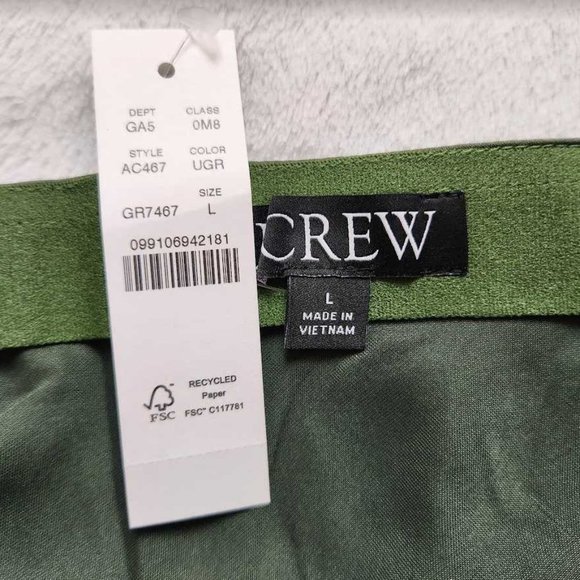 DEPT CLASS
GA5 0M8
STYLE COLOR
AC467 UGR
SIZE
GR7467 L
099106942181
RECYCLED
Paper
FSC™ C117781
FSC
CREW
L
MADE IN
VIETNAM